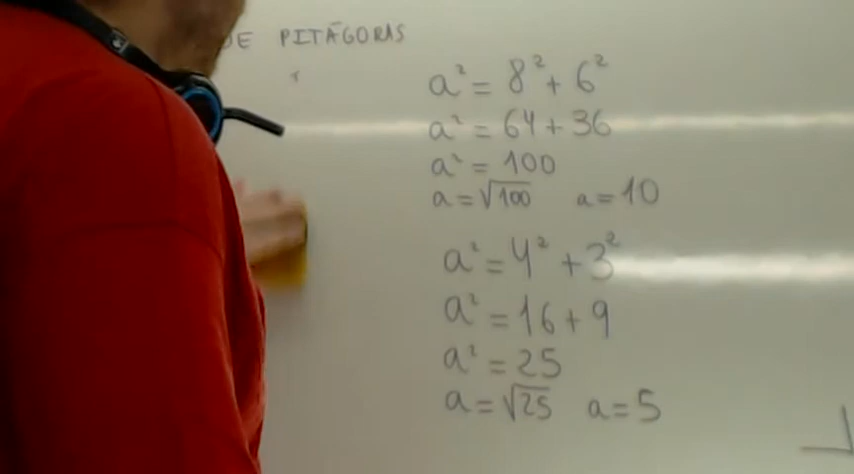 DE PITÁGORAS
a² = 8² + 6²
a² = 64 + 36
a² = 100
a = √100 a = 10
a² = 4² + 3²
a² = 16 + 9
a² = 25
a = √25 a = 5